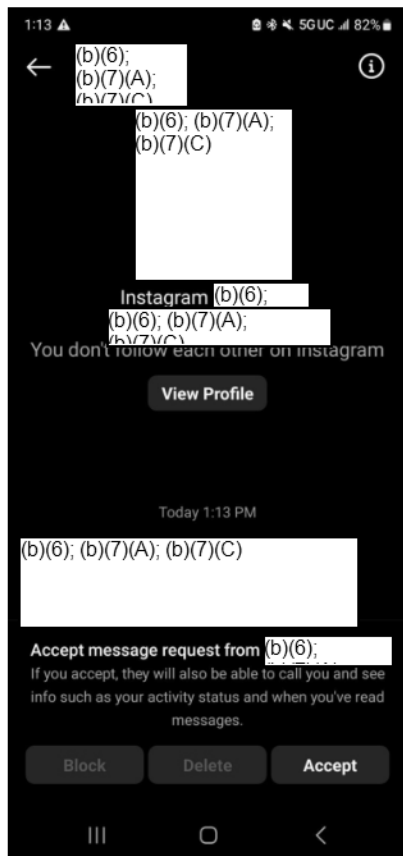 1:13 5GUC 82%
(b)(6);
(b)(7)(A);
(b)(7)(C)
(b)(6); (b)(7)(A);
(b)(7)(C)
Instagram (b)(6);
(b)(6); (b)(7)(A);
(b)(7)(C)
You don't follow each other on Instagram
View Profile
Today 1:13 PM
(b)(6); (b)(7)(A); (b)(7)(C)
Accept message request from (b)(6);
If you accept, they will also be able to call you and see
info such as your activity status and when you've read
messages.
Block Delete Accept